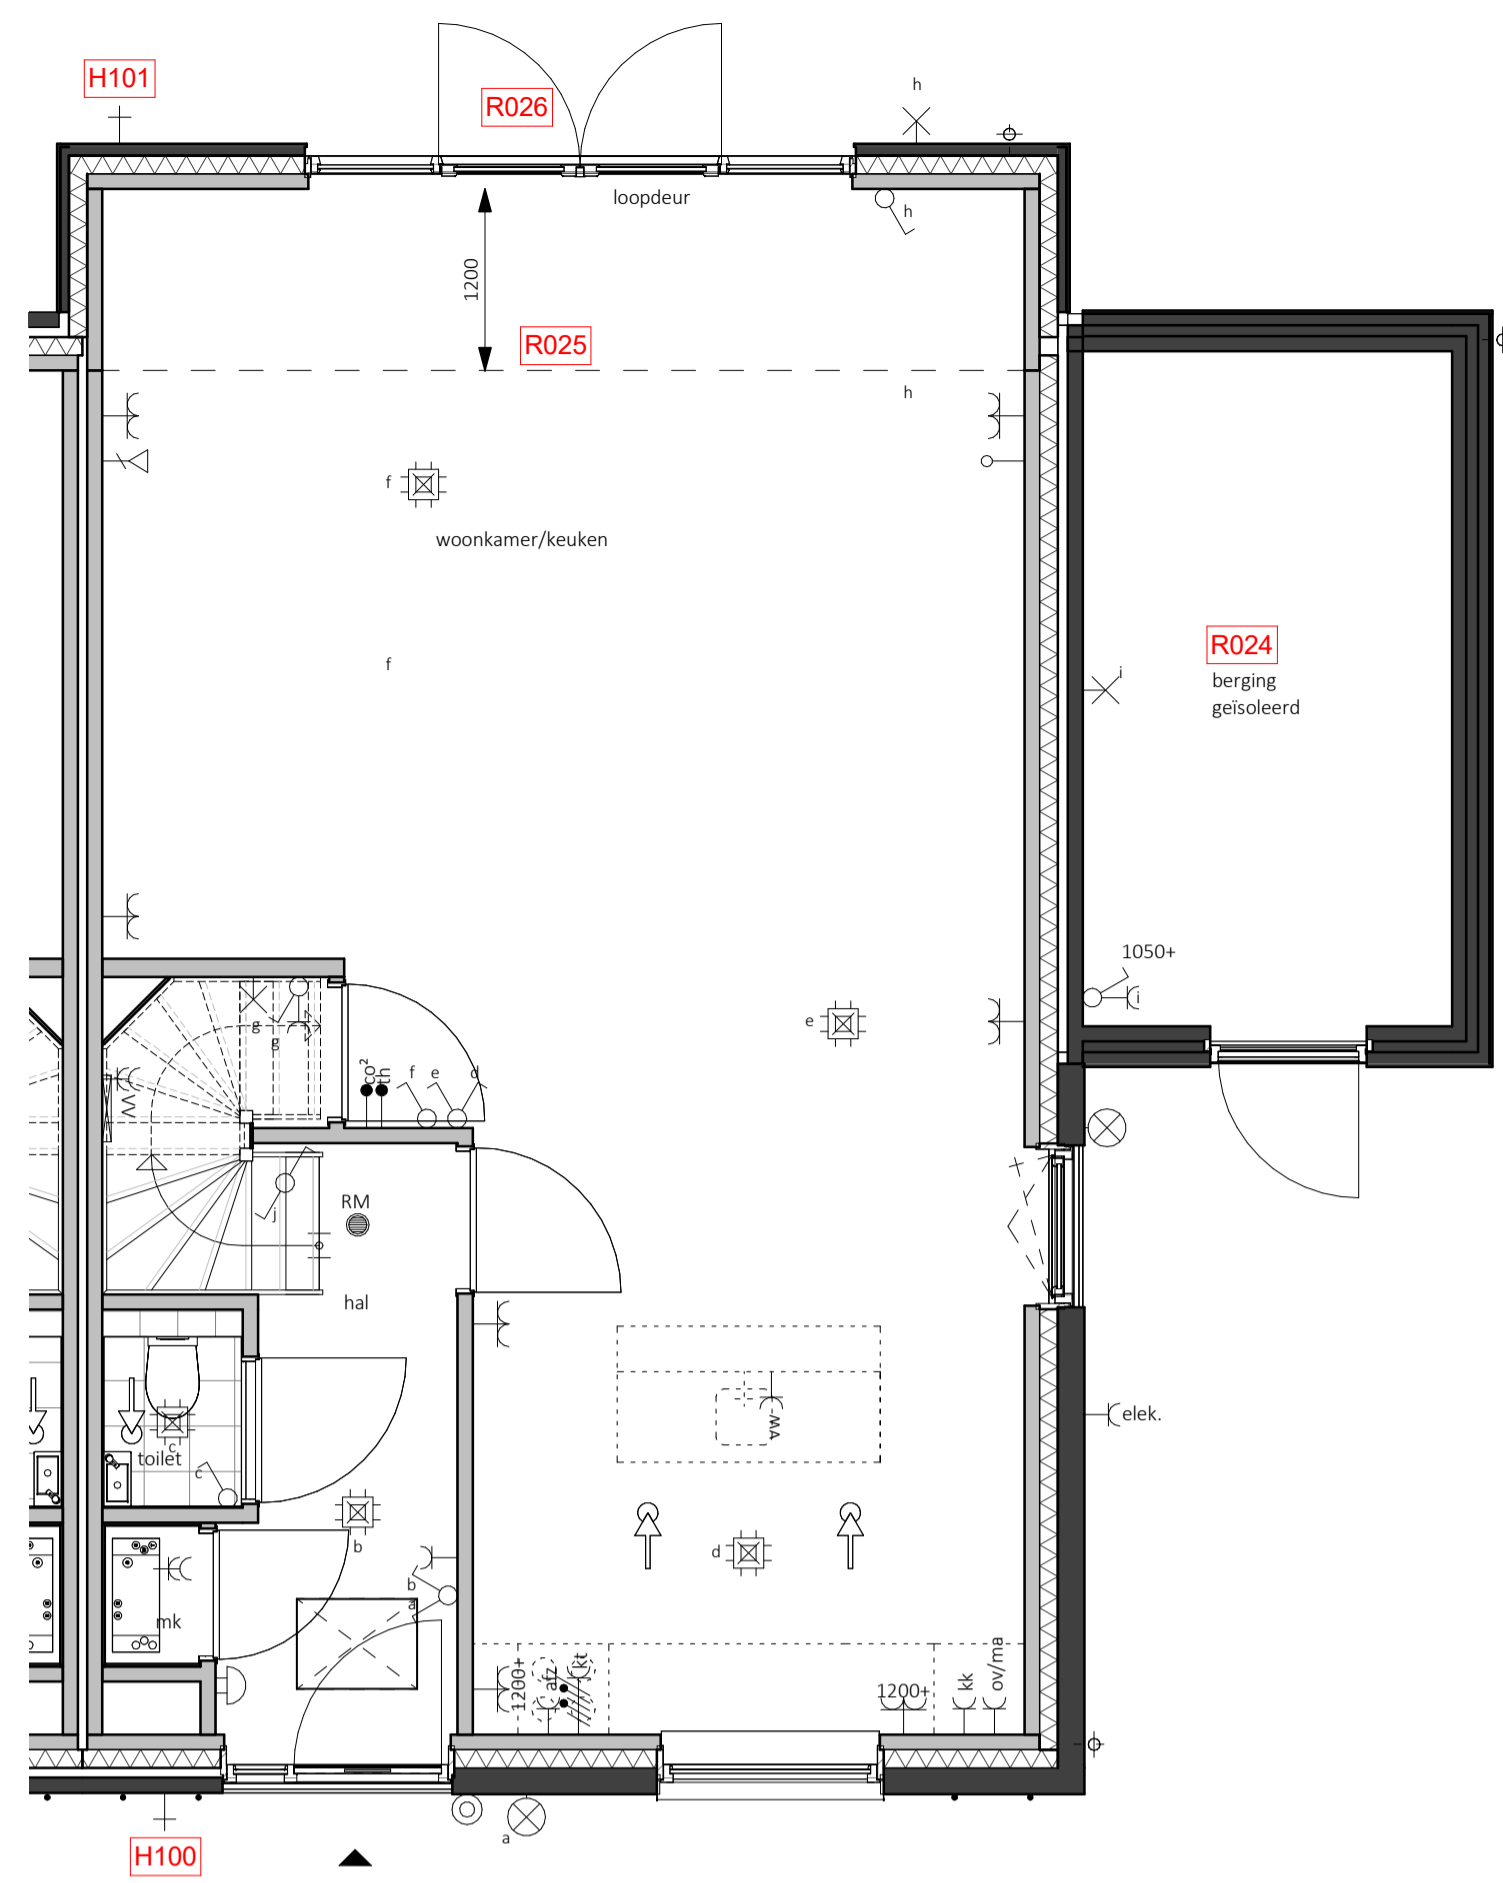 H101
R026
h
loopdeur
h
1200
R025
h
f
woonkamer/keuken
f
R024
berging
geïsoleerd
i
1050+
i
e
g
g
co²
th
f
e
d
j
RM
hal
c
toilet
c
vw
elek.
b
d
b
a
mk
1200+
afz
kt
1200+
kk
ov/ma
a
H100